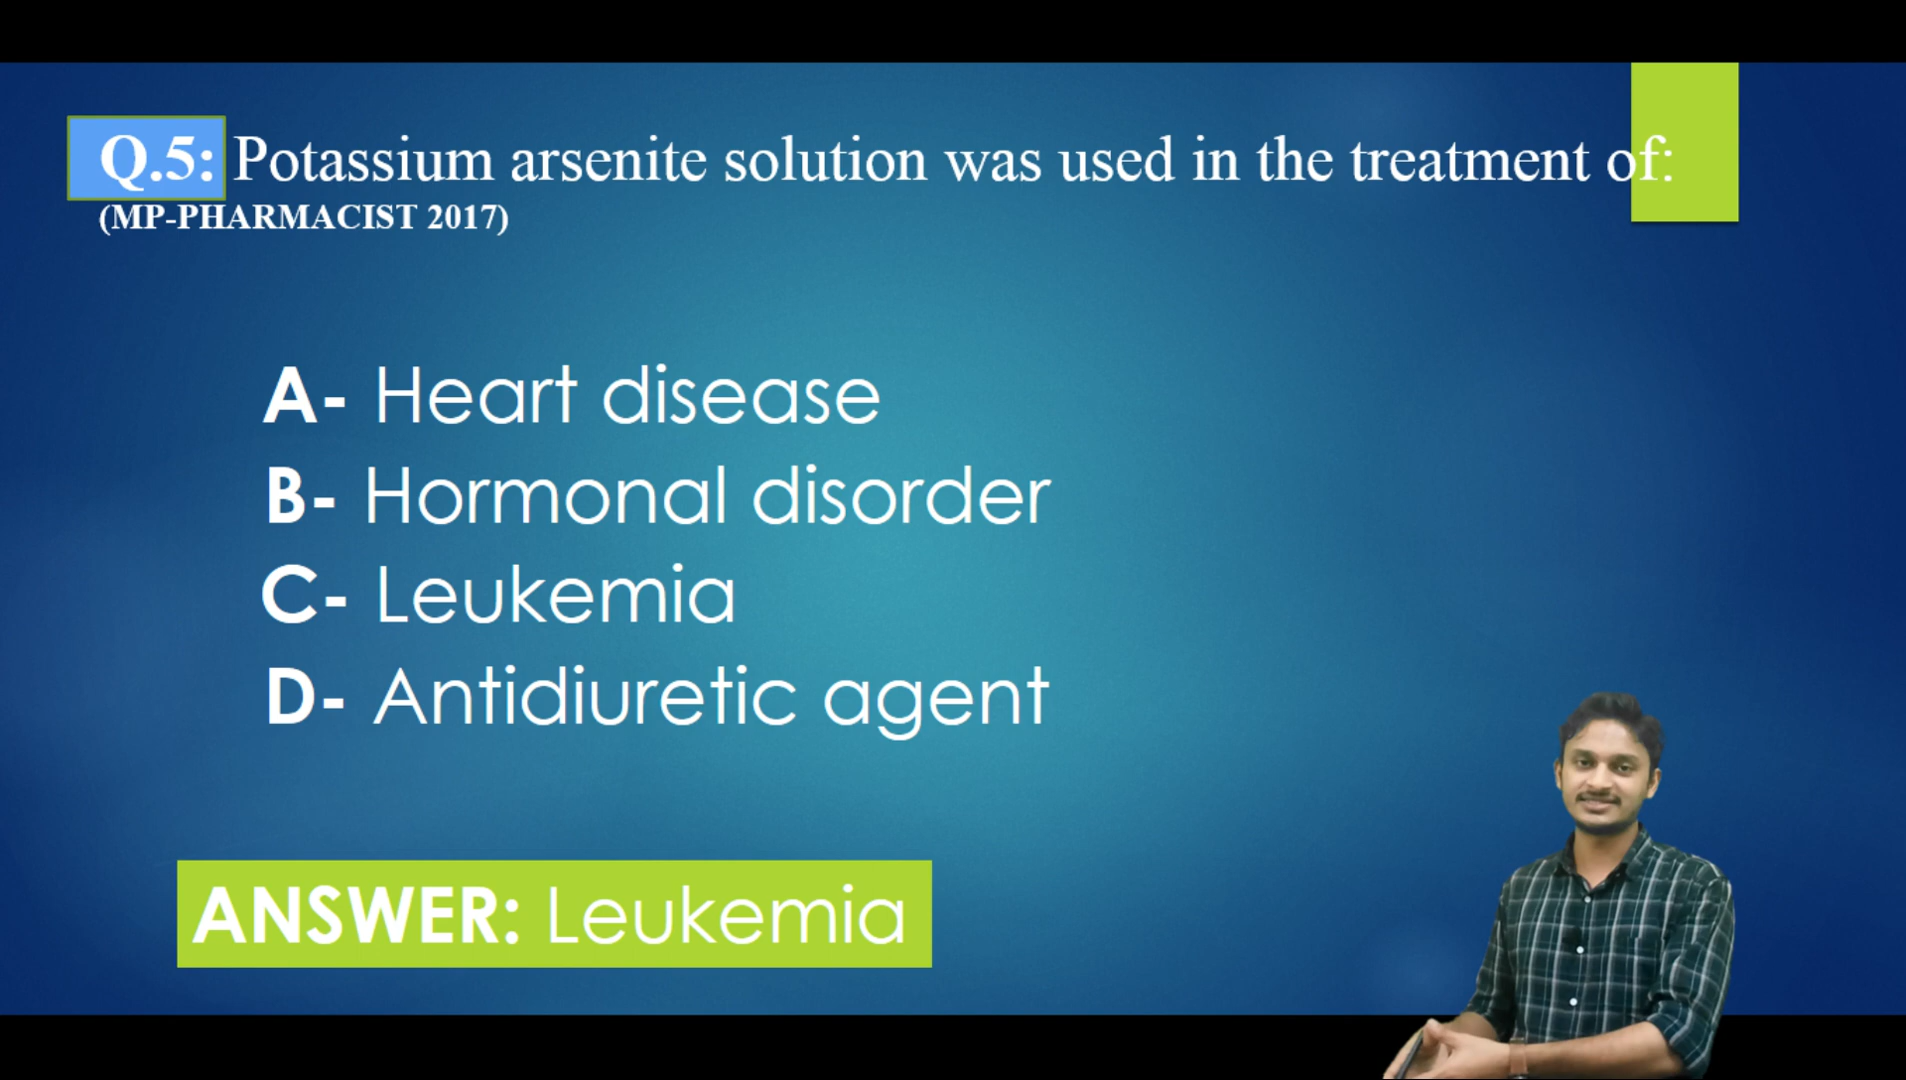 Q.5: Potassium arsenite solution was used in the treatment of:
(MP-PHARMACIST 2017)
A- Heart disease
B- Hormonal disorder
C- Leukemia
D- Antidiuretic agent
ANSWER: Leukemia